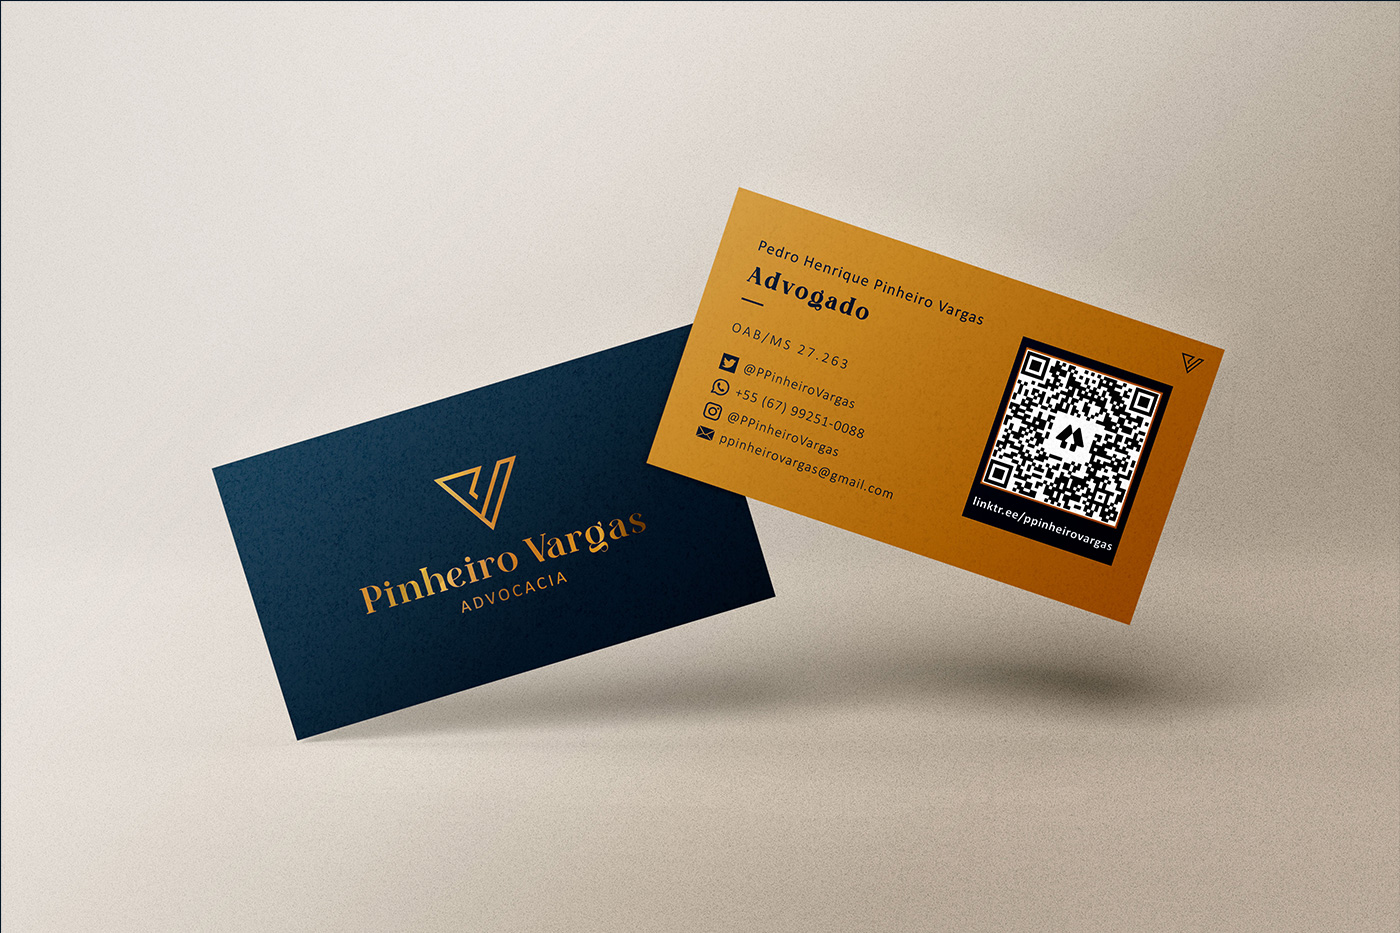 Pinheiro Vargas
ADVOCACIA
Pedro Henrique Pinheiro Vargas
Advogado
OAB/MS 27.263
@PPinheiroVargas
+55 (67) 99251-0088
@PPinheiroVargas
ppinheirovargas@gmail.com
linktr.ee/ppinheirovargas